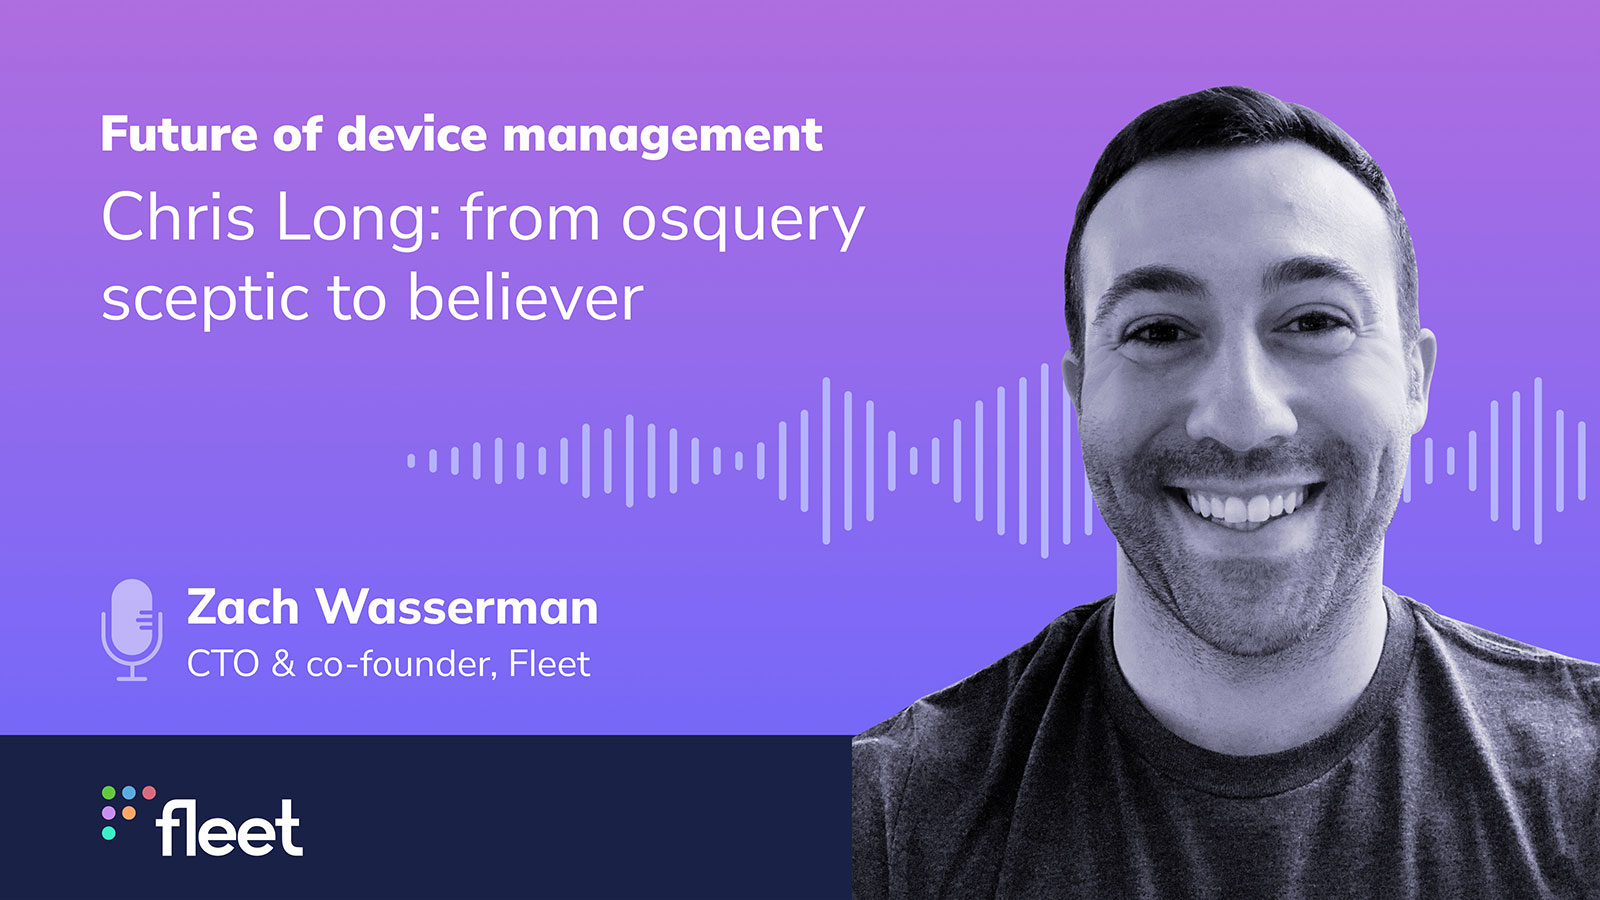 Future of device management
Chris Long: from osquery
sceptic to believer
Zach Wasserman
CTO & co-founder, Fleet
fleet